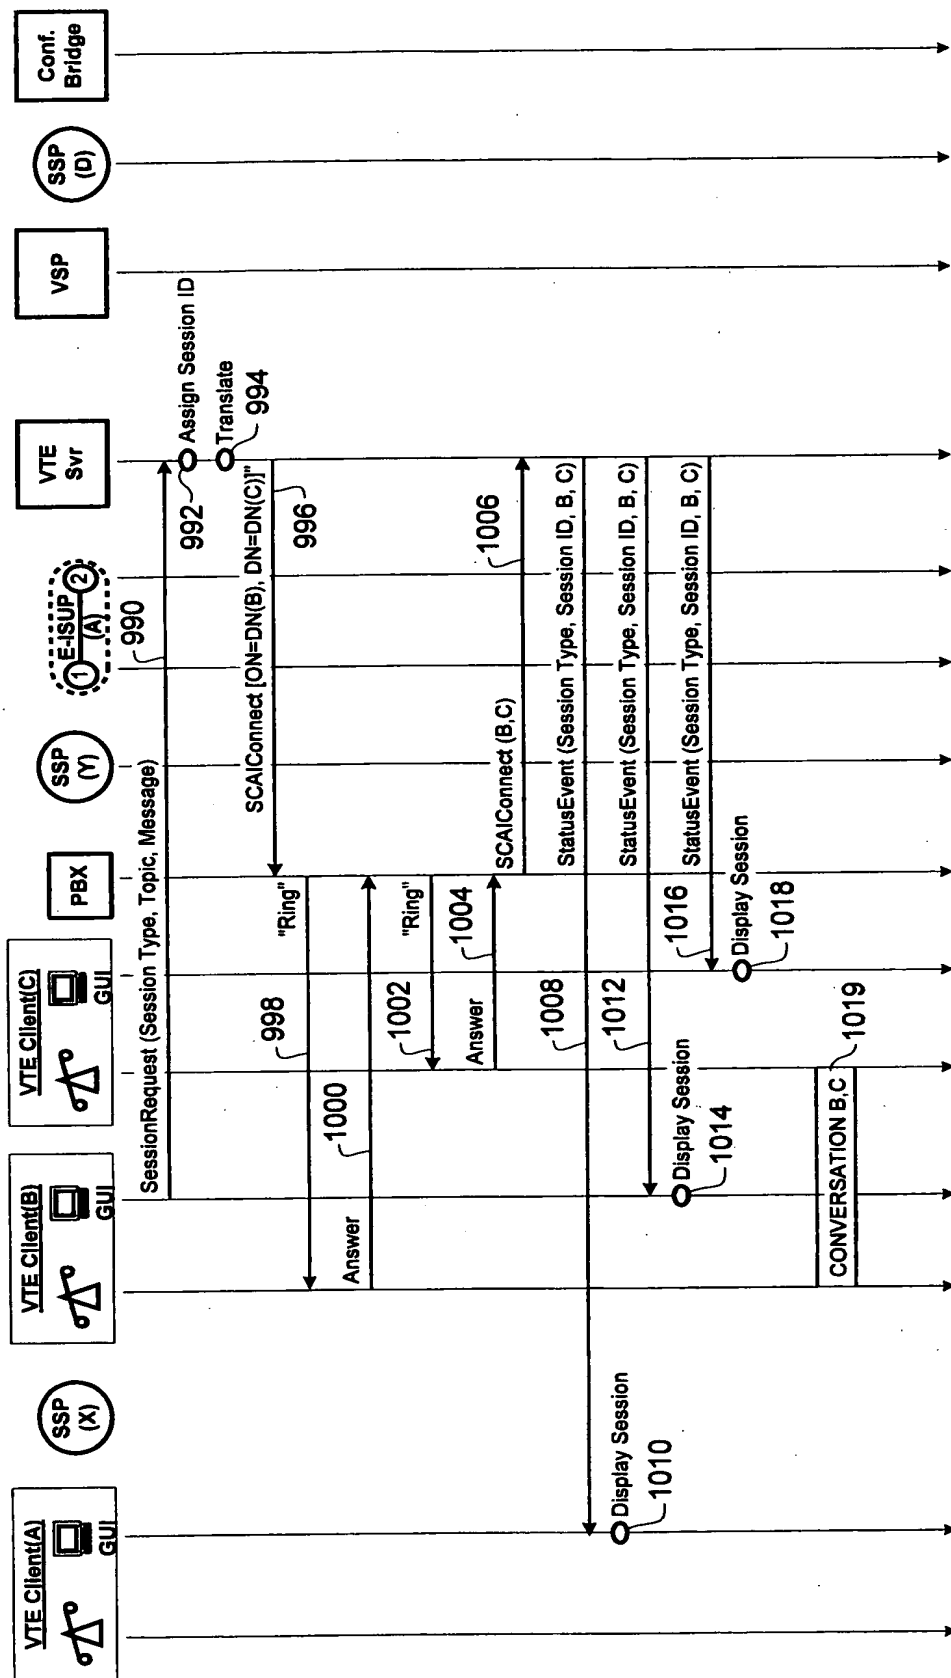 VTE Client(A)
GUI
SSP
(X)
VTE Client(B)
GUI
VTE Client(C)
GUI
PBX
SSP
(Y)
E-ISUP
(A)
1
2
VTE
Svr
VSP
SSP
(D)
Conf.
Bridge
SessionRequest (Session Type, Topic, Message)
990
992
Assign Session ID
Translate
994
SCAIConnect [ON=DN(B), DN=DN(C)]"
996
"Ring"
998
Answer
1000
"Ring"
1002
Answer
1004
SCAIConnect (B,C)
1006
StatusEvent (Session Type, Session ID, B, C)
1008
Display Session
1010
StatusEvent (Session Type, Session ID, B, C)
1012
Display Session
1014
StatusEvent (Session Type, Session ID, B, C)
1016
Display Session
1018
CONVERSATION B,C
1019